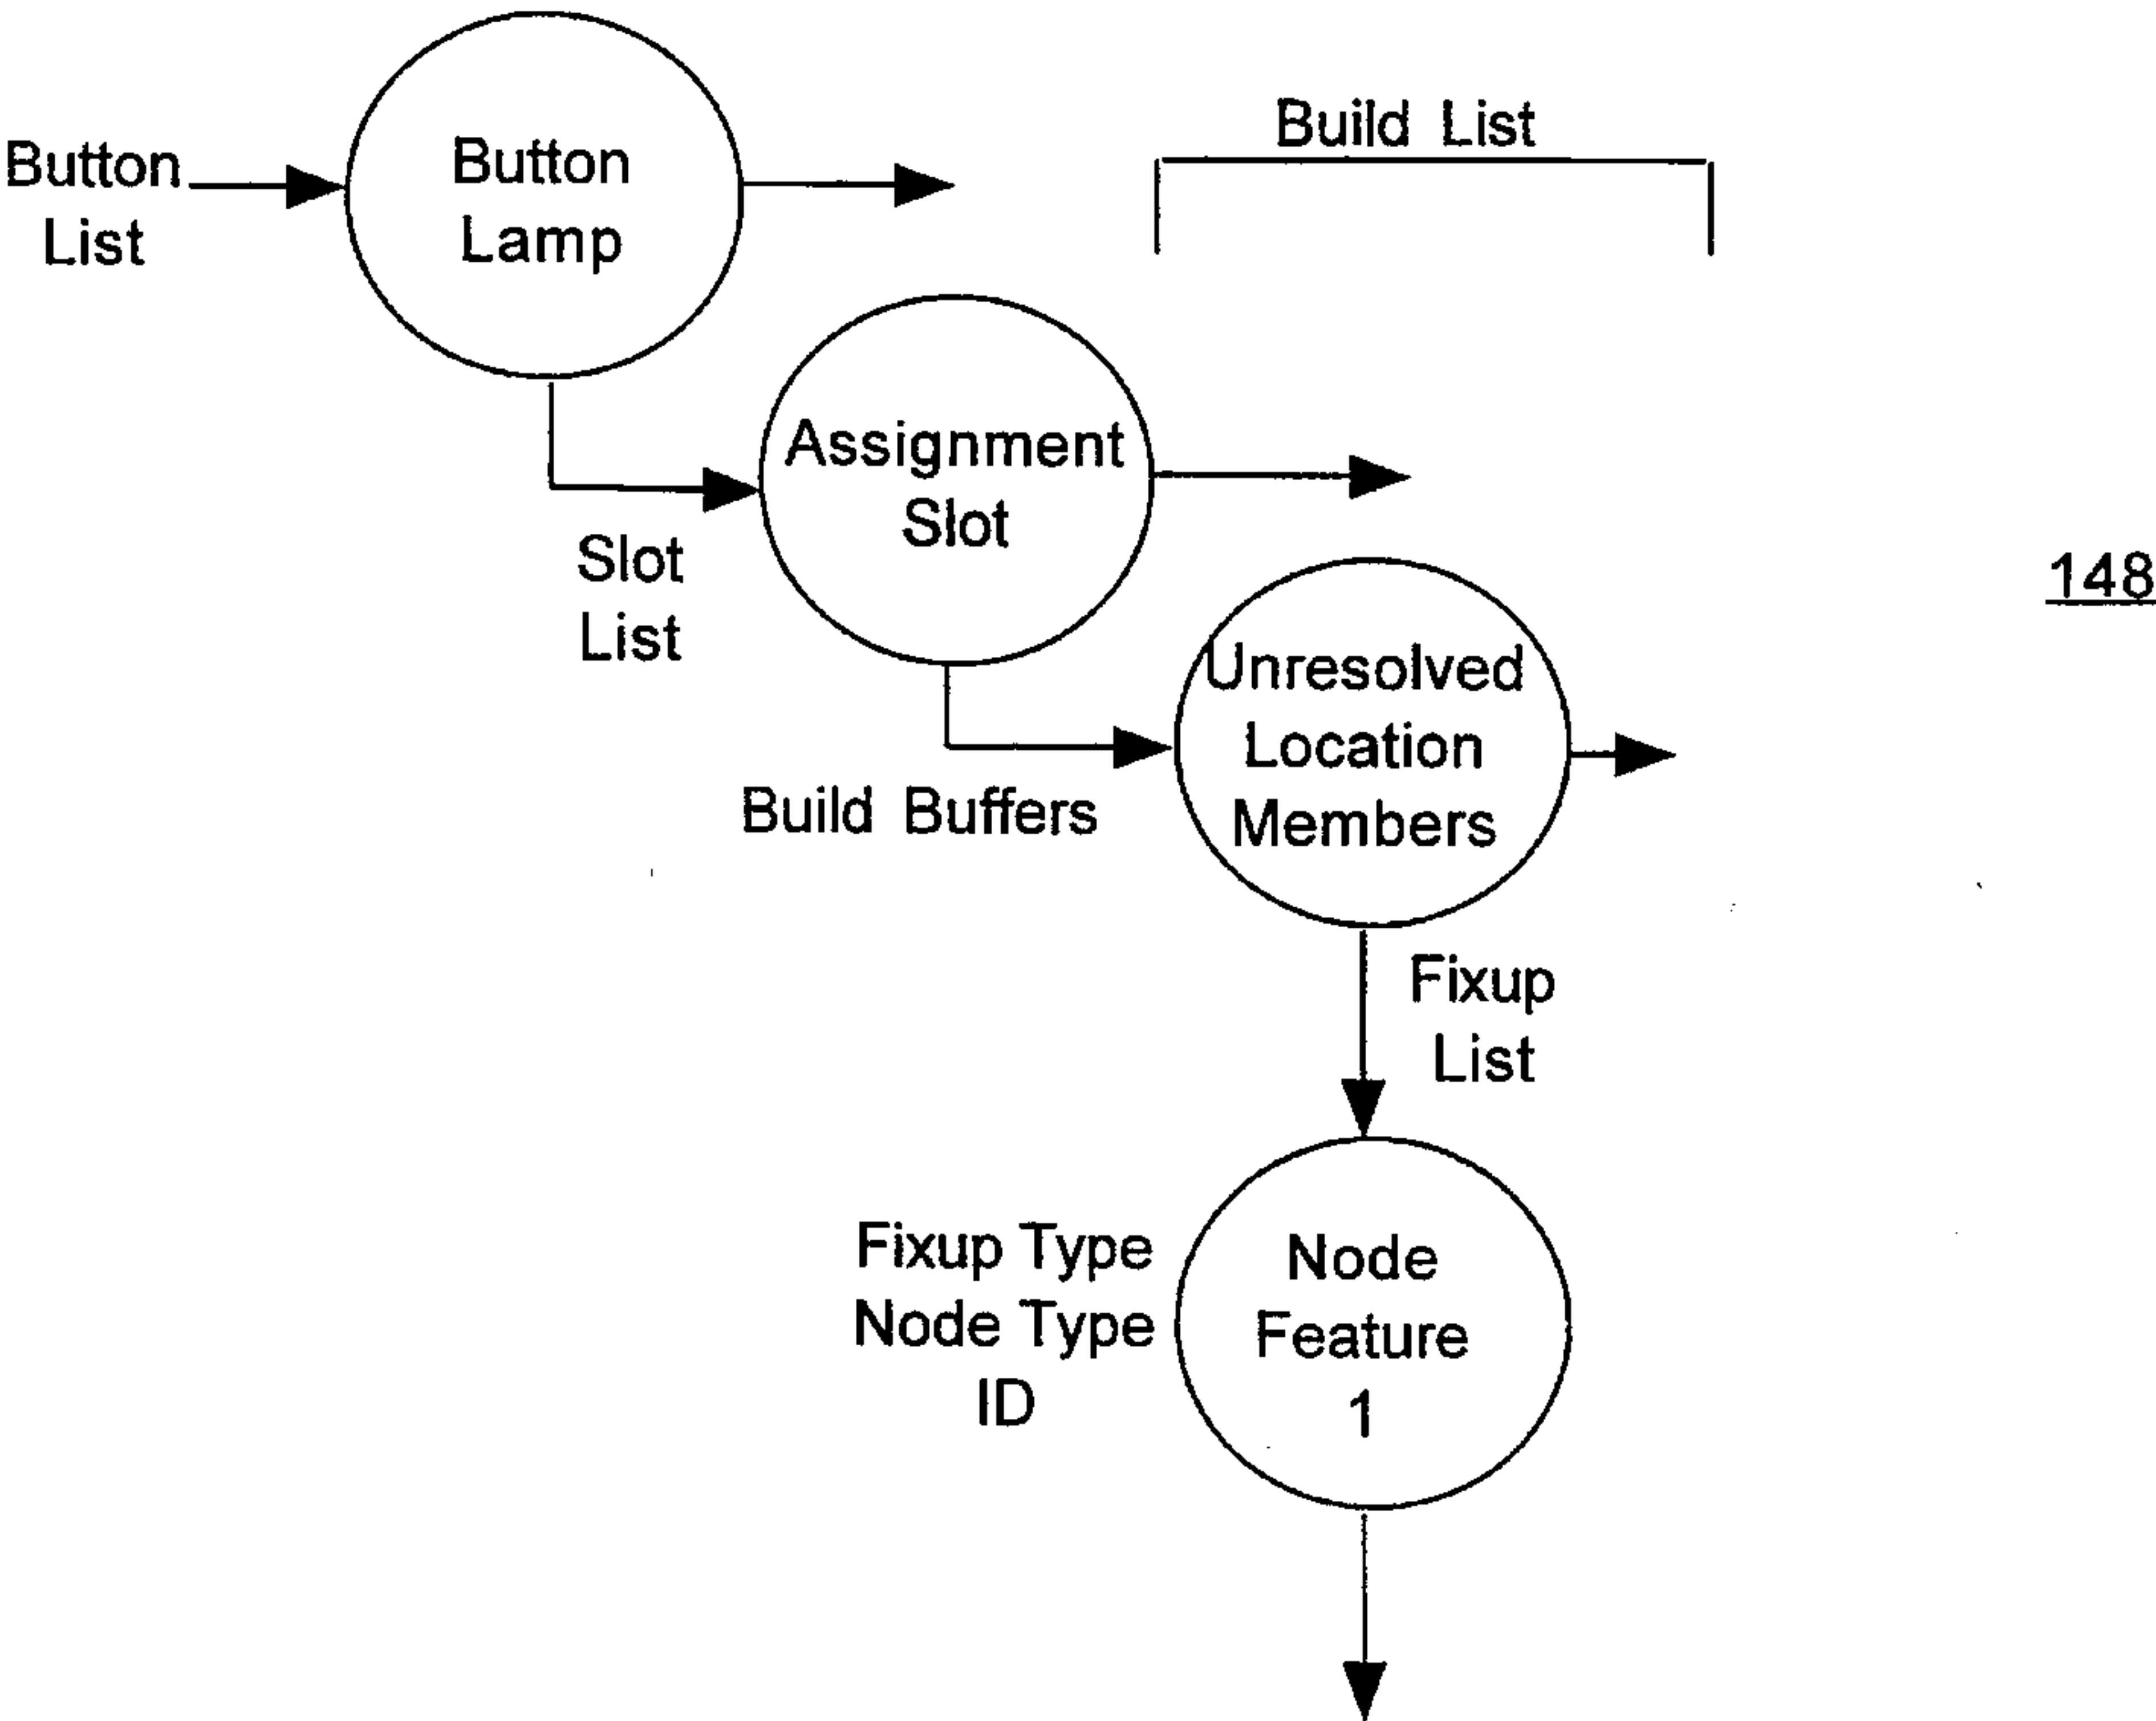 Button
List
Button
Lamp
Build List
Assignment
Slot
Slot
List
148
Unresolved
Location
Members
Build Buffers
Fixup
List
Fixup Type
Node Type
ID
Node
Feature
1